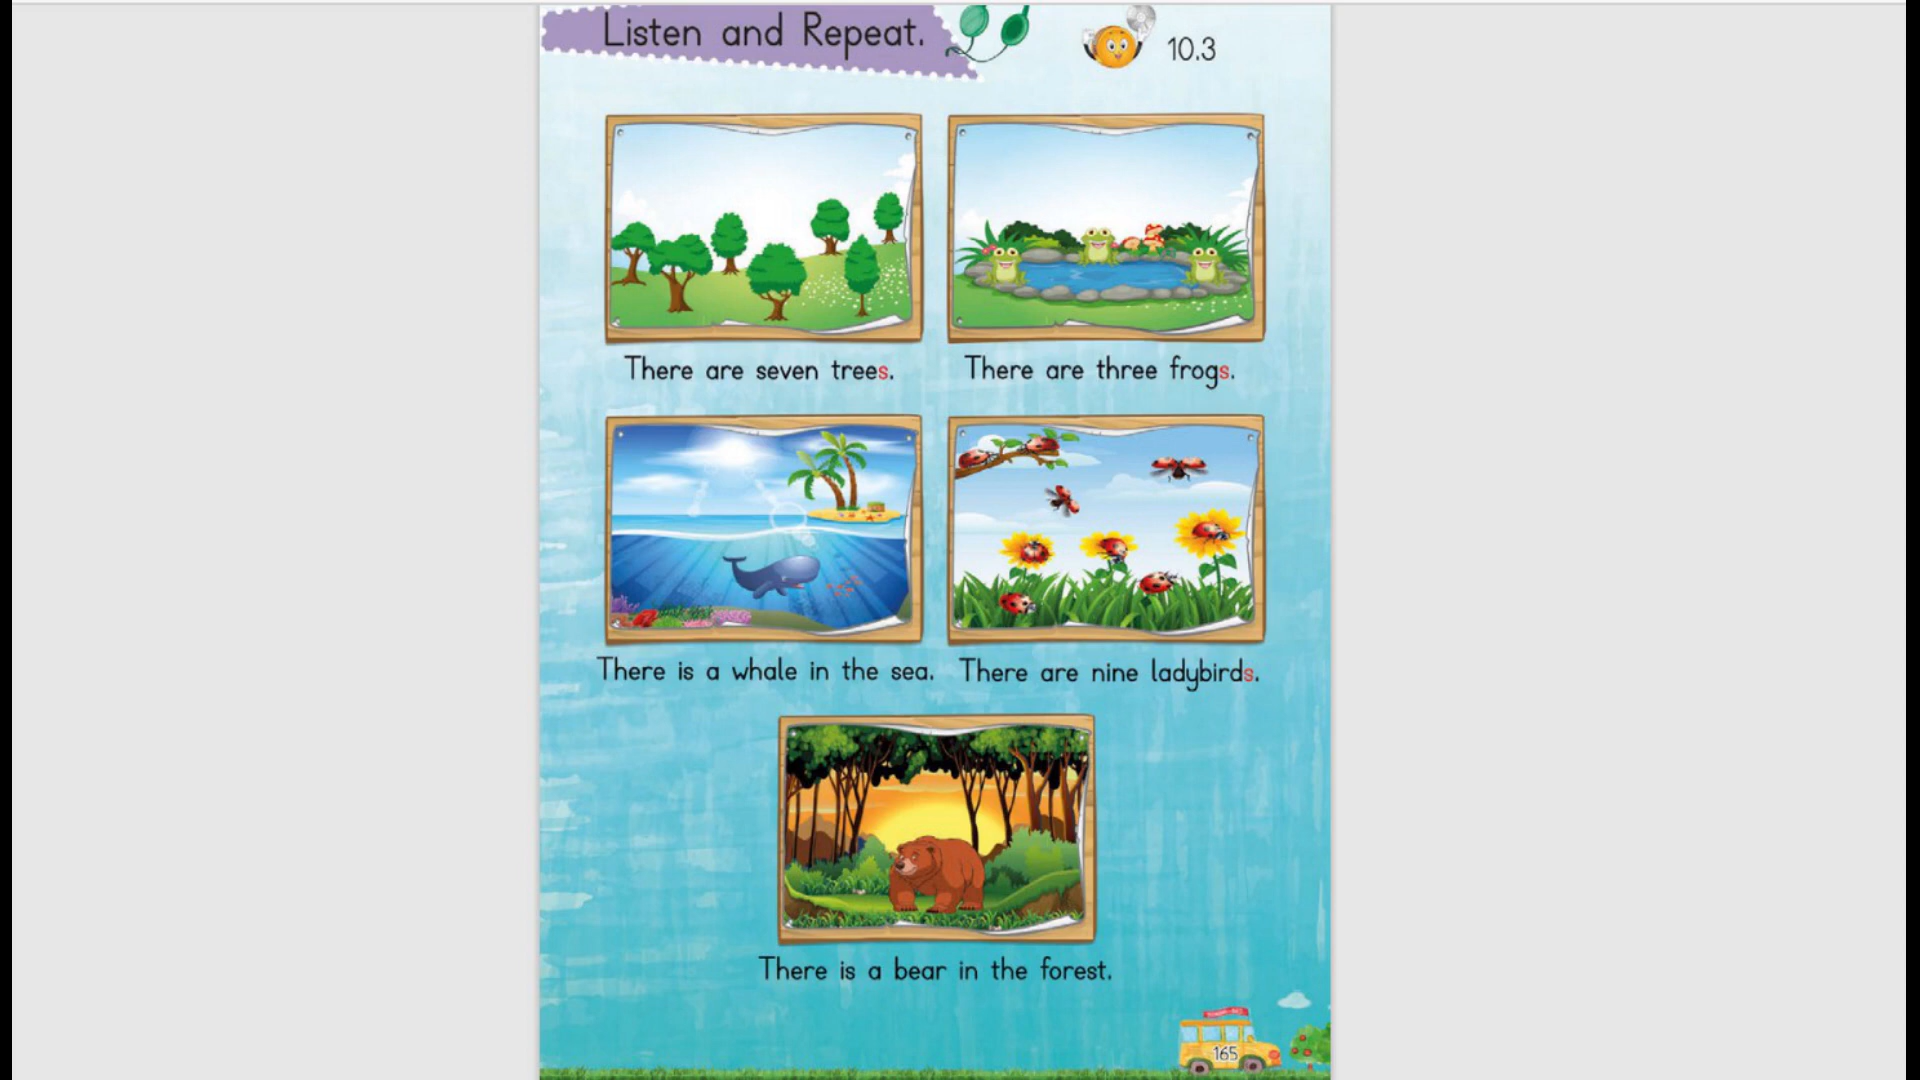 Listen and Repeat.
10.3
There are seven trees.
There are three frogs.
There is a whale in the sea.
There are nine ladybirds.
There is a bear in the forest.
165